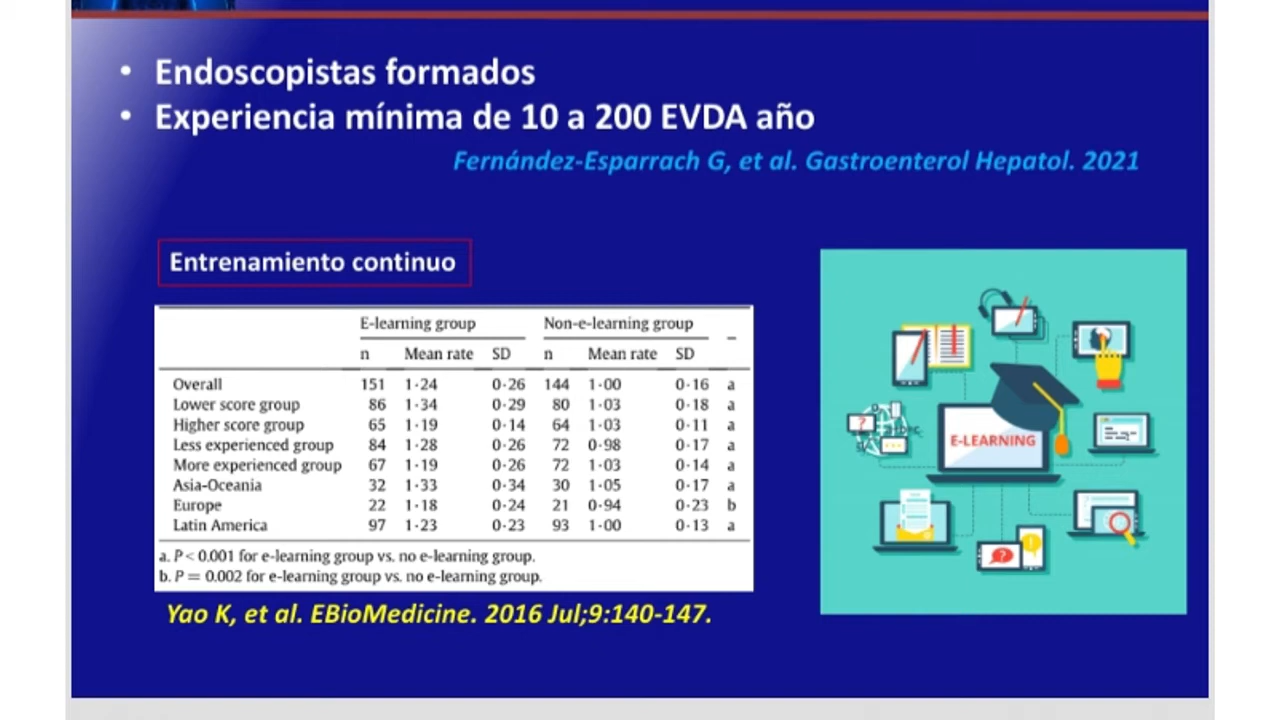 • Endoscopistas formados
• Experiencia mínima de 10 a 200 EVDA año
Fernández-Esparrach G, et al. Gastroenterol Hepatol. 2021
Entrenamiento continuo
E-learning group Non-e-learning group –
n Mean rate SD n Mean rate SD
Overall 151 1·24 0·26 144 1·00 0·16 a
Lower score group 86 1·34 0·29 80 1·03 0·18 a
Higher score group 65 1·19 0·14 64 1·03 0·11 a
Less experienced group 84 1·28 0·26 72 0·98 0·17 a
More experienced group 67 1·19 0·26 72 1·03 0·14 a
Asia-Oceania 32 1·33 0·34 30 1·05 0·17 a
Europe 22 1·18 0·24 21 0·94 0·23 b
Latin America 97 1·23 0·23 93 1·00 0·13 a
a. P < 0.001 for e-learning group vs. no e-learning group.
b. P = 0.002 for e-learning group vs. no e-learning group.
Yao K, et al. EBioMedicine. 2016 Jul;9:140-147.
E-LEARNING